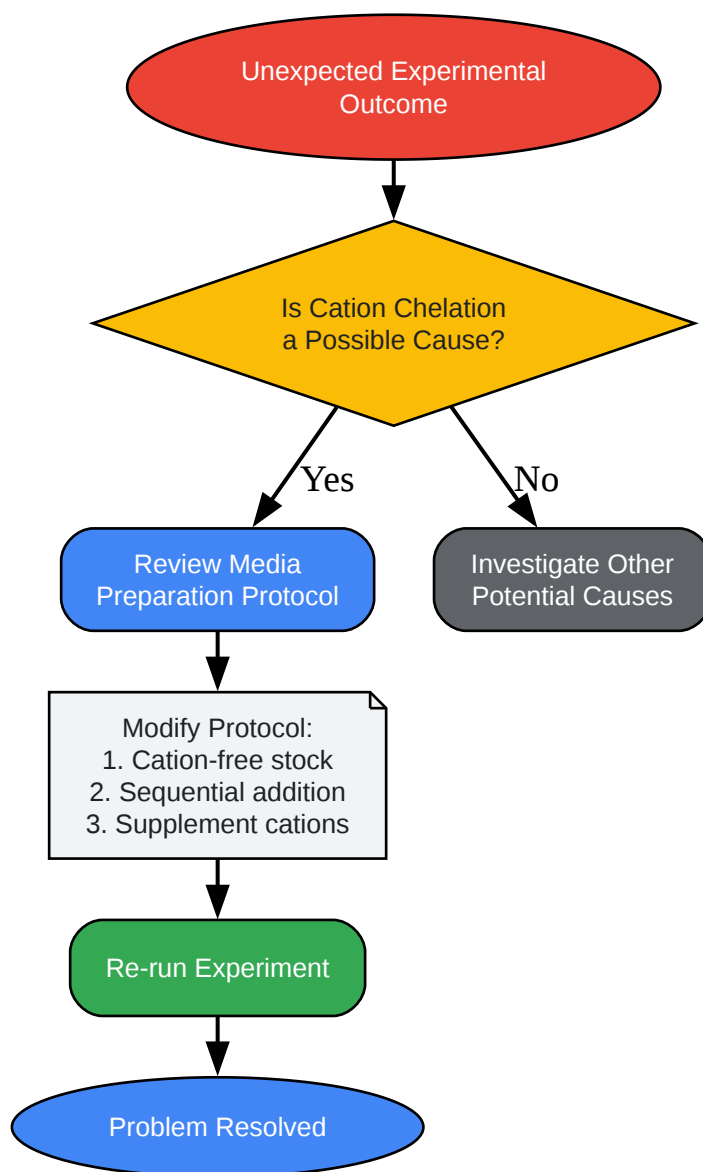 Unexpected Experimental
Outcome
Is Cation Chelation
a Possible Cause?
Yes
No
Review Media
Preparation Protocol
Investigate Other
Potential Causes
Modify Protocol:
1. Cation-free stock
2. Sequential addition
3. Supplement cations
Re-run Experiment
Problem Resolved